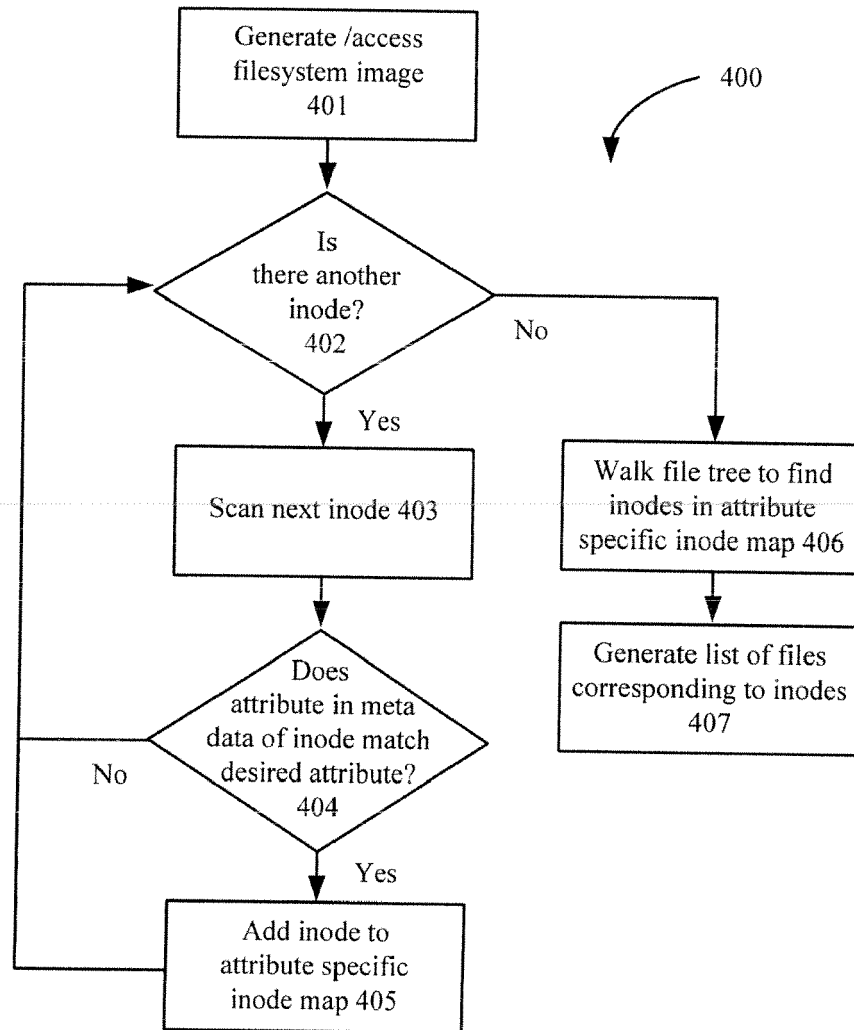 Generate /access
filesystem image
401
400
Is
there another
inode?
402
No
Yes
Scan next inode 403
Walk file tree to find
inodes in attribute
specific inode map 406
Does
attribute in meta
data of inode match
desired attribute?
404
Generate list of files
corresponding to inodes
407
No
Yes
Add inode to
attribute specific
inode map 405